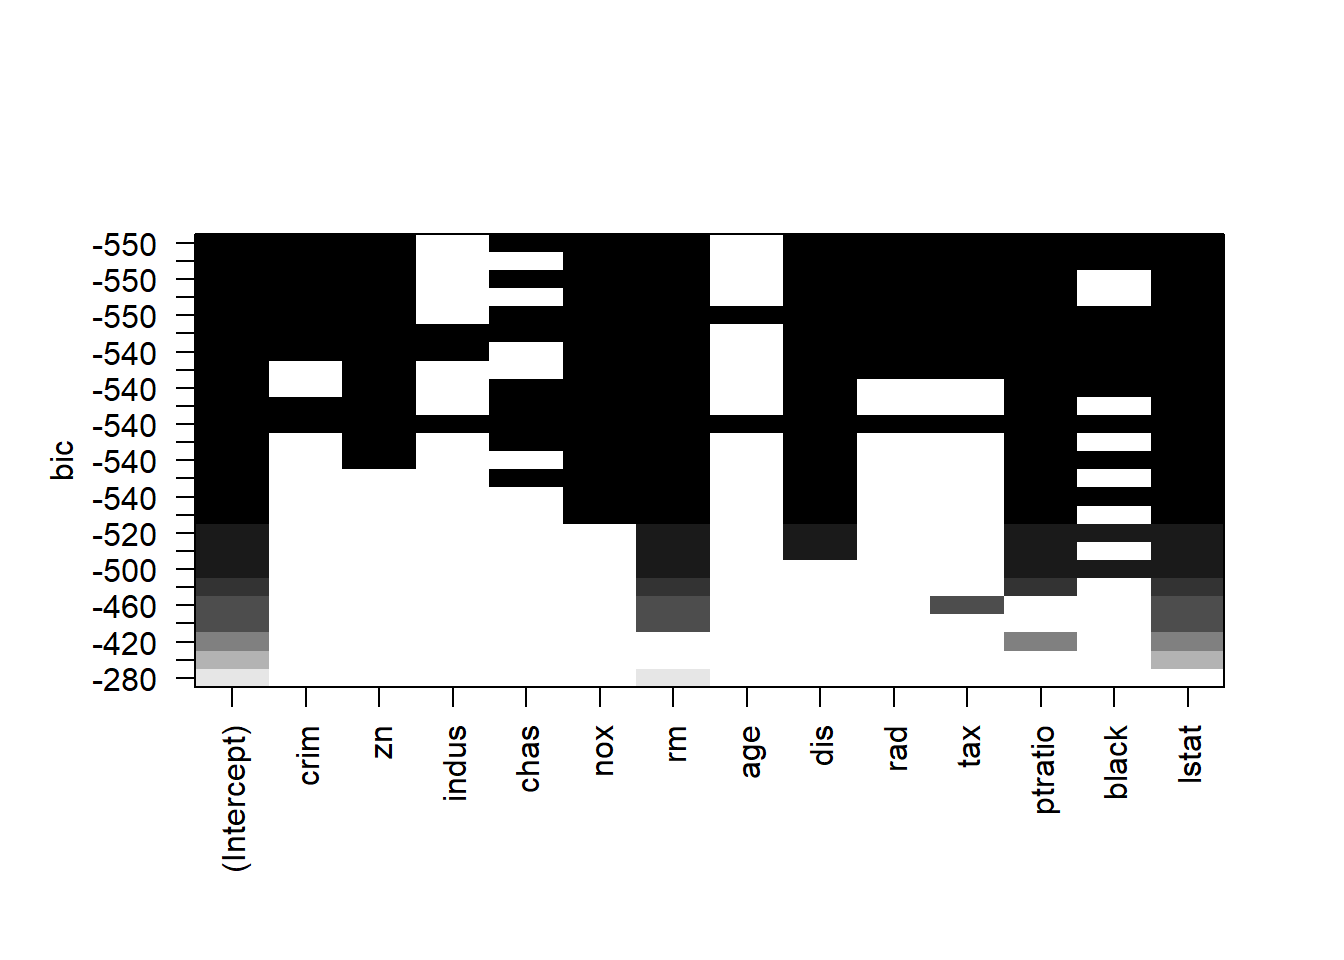 -550
-550
-550
-540
-540
-540
-540
-540
-520
-500
-460
-420
-280
bic
(Intercept)
crim
zn
indus
chas
nox
rm
age
dis
rad
tax
ptratio
black
lstat